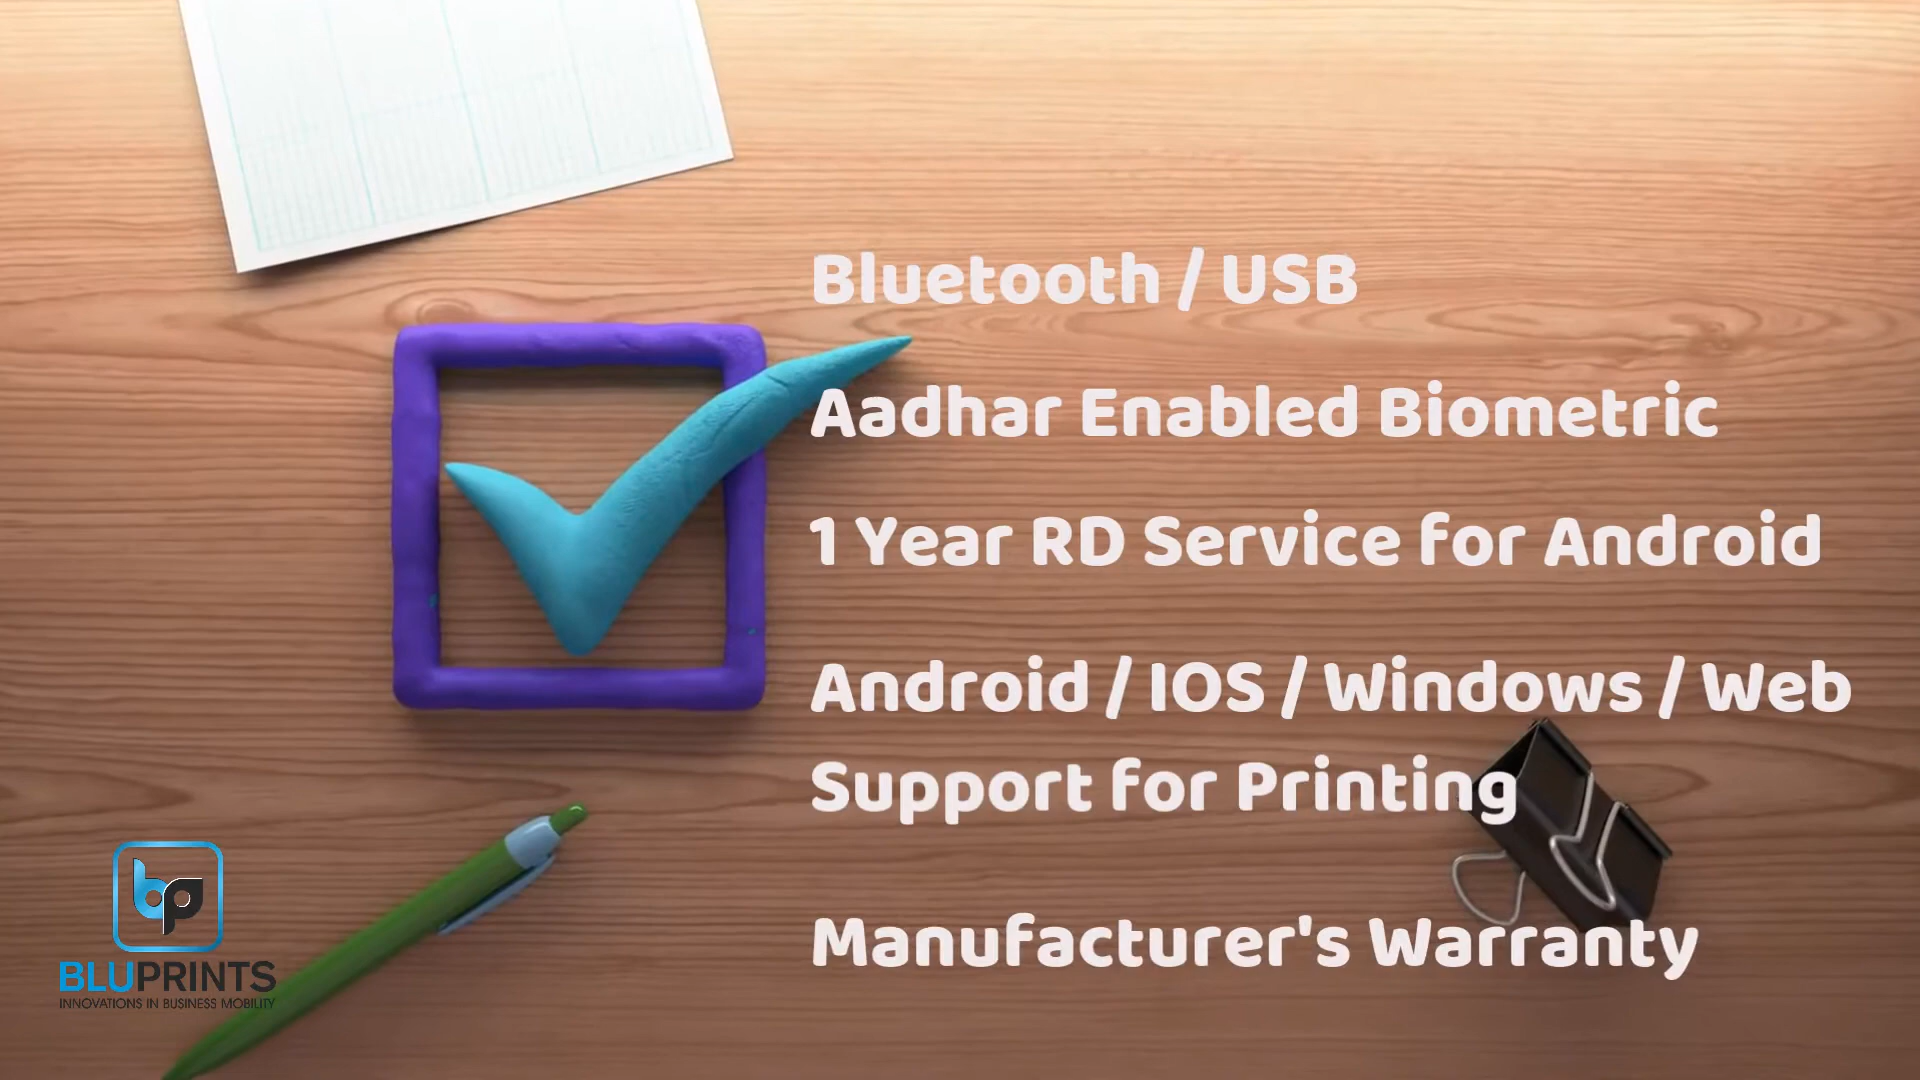 Bluetooth / USB
Aadhar Enabled Biometric
1 Year RD Service for Android
Android / IOS / Windows / Web
Support for Printing
Manufacturer's Warranty
bp
BLUPRINTS
INNOVATIONS IN BUSINESS MOBILITY